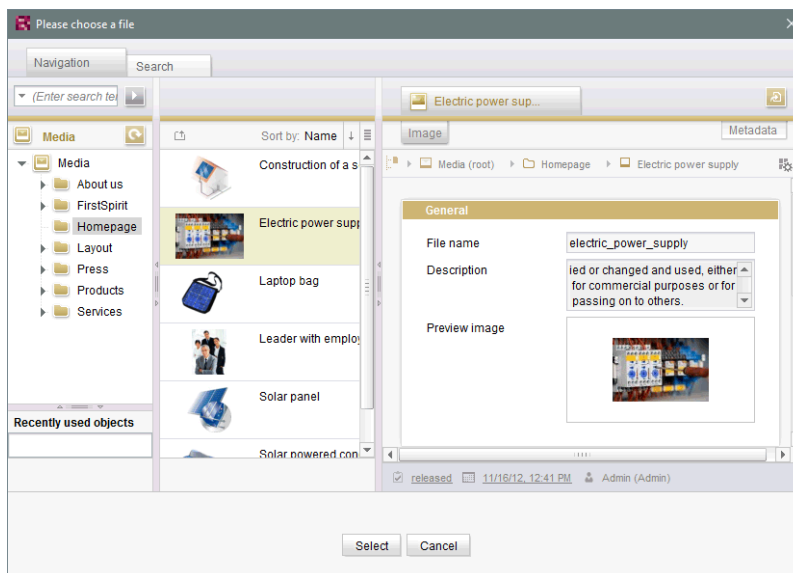 Please choose a file
Navigation
Search
(Enter search te
Media
Media
About us
FirstSpirit
Homepage
Layout
Press
Products
Services
Recently used objects
Sort by: Name
Construction of a s
Electric power supp
Laptop bag
Leader with employ
Solar panel
Solar powered con
Electric power sup...
Image
Metadata
Media (root)
Homepage
Electric power supply
General
File name
electric_power_supply
Description
ied or changed and used, either
for commercial purposes or for
passing on to others.
Preview image
released
11/16/12, 12:41 PM
Admin (Admin)
Select
Cancel